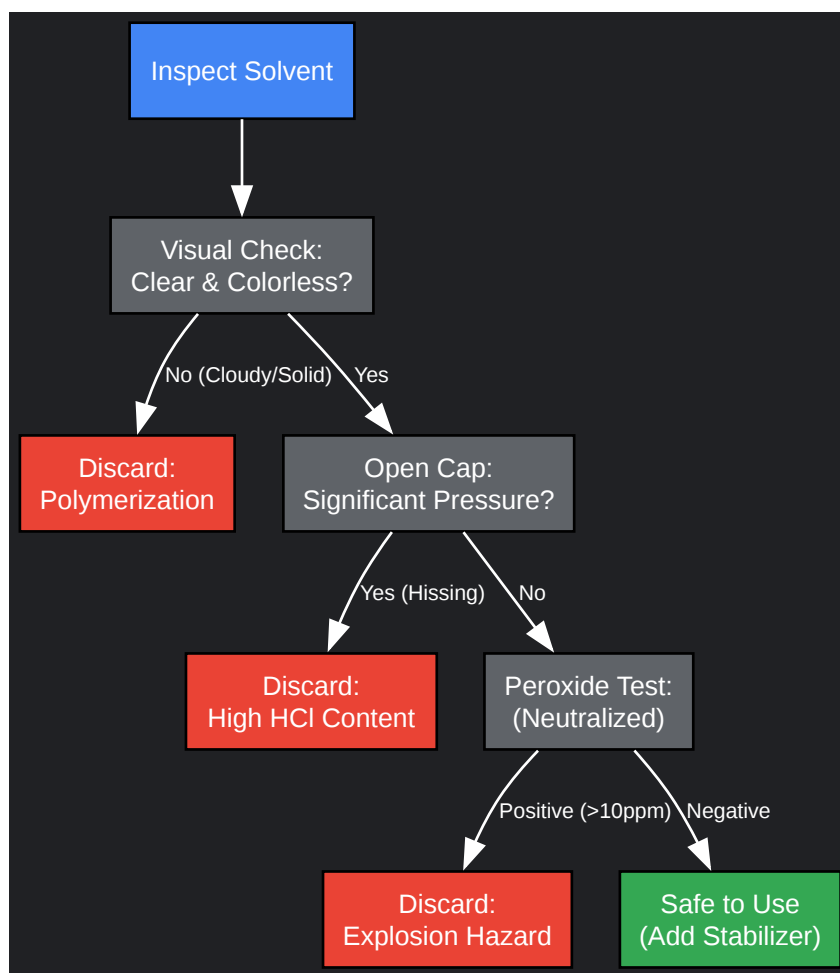 Inspect Solvent
Visual Check:
Clear & Colorless?
No (Cloudy/Solid)
Yes
Discard:
Polymerization
Open Cap:
Significant Pressure?
Yes (Hissing)
No
Discard:
High HCl Content
Peroxide Test:
(Neutralized)
Positive (>10ppm)
Negative
Discard:
Explosion Hazard
Safe to Use
(Add Stabilizer)